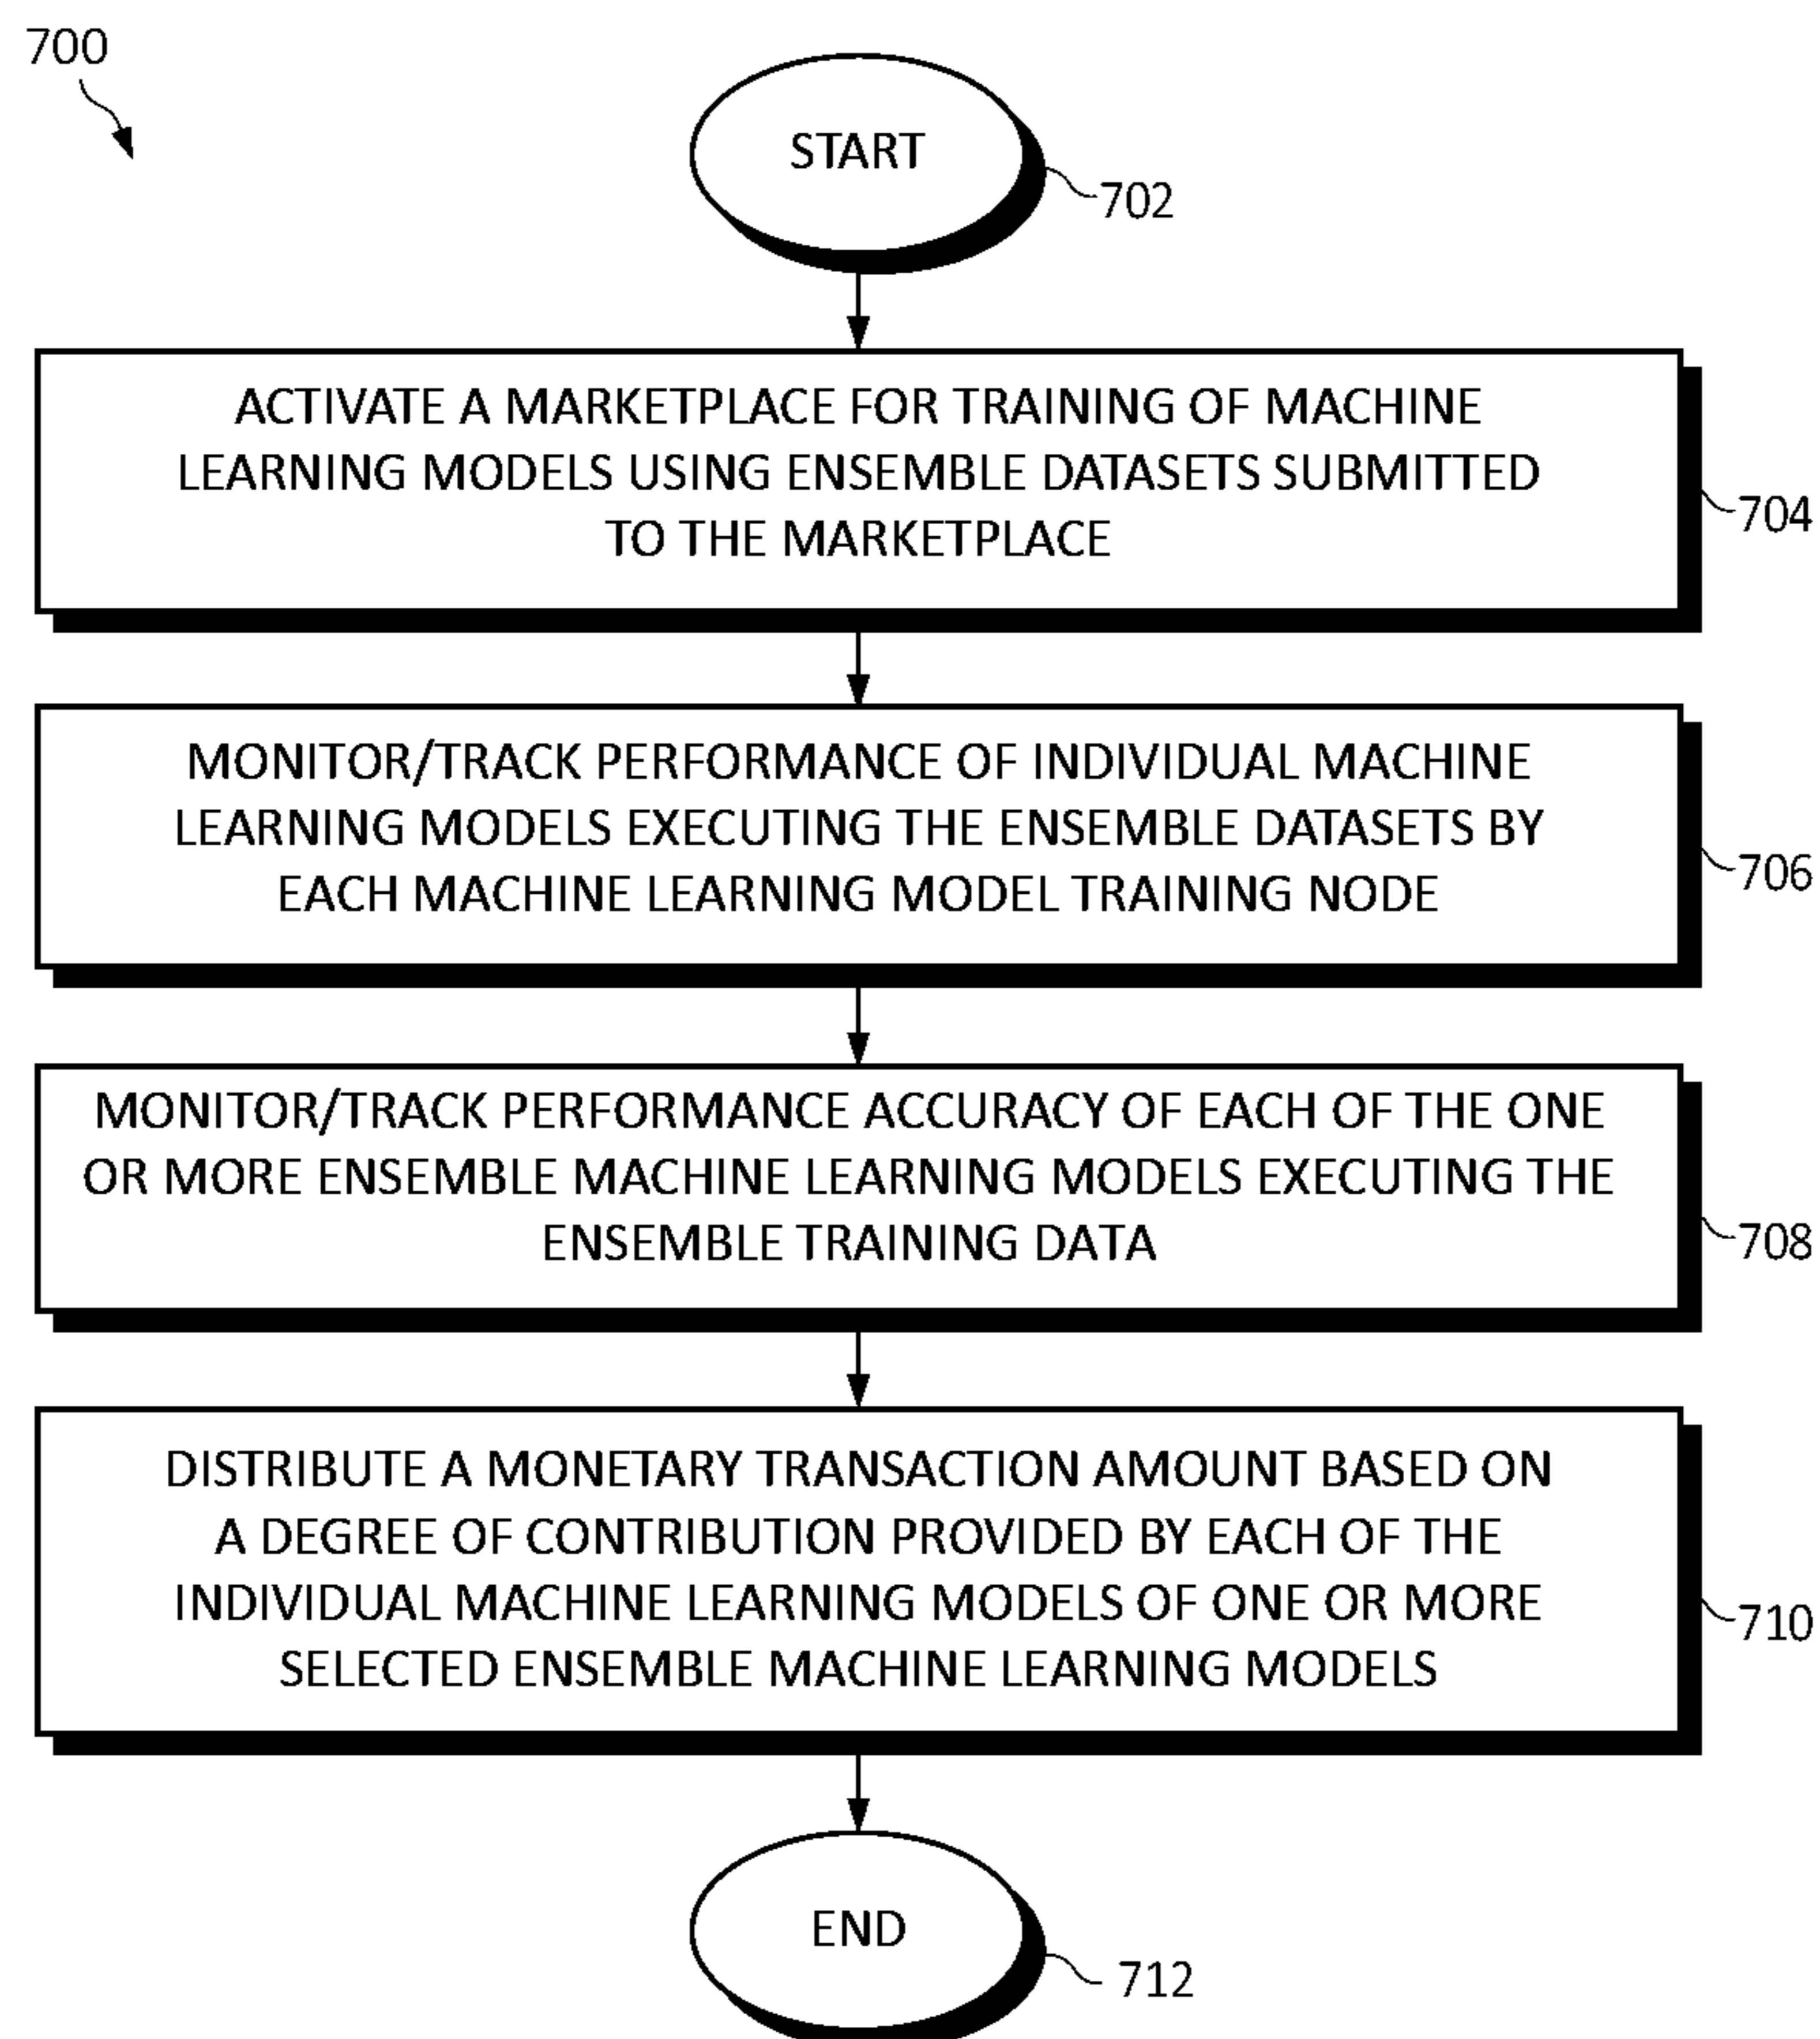 700
START
702
ACTIVATE A MARKETPLACE FOR TRAINING OF MACHINE
LEARNING MODELS USING ENSEMBLE DATASETS SUBMITTED
TO THE MARKETPLACE
704
MONITOR/TRACK PERFORMANCE OF INDIVIDUAL MACHINE
LEARNING MODELS EXECUTING THE ENSEMBLE DATASETS BY
EACH MACHINE LEARNING MODEL TRAINING NODE
706
MONITOR/TRACK PERFORMANCE ACCURACY OF EACH OF THE ONE
OR MORE ENSEMBLE MACHINE LEARNING MODELS EXECUTING THE
ENSEMBLE TRAINING DATA
708
DISTRIBUTE A MONETARY TRANSACTION AMOUNT BASED ON
A DEGREE OF CONTRIBUTION PROVIDED BY EACH OF THE
INDIVIDUAL MACHINE LEARNING MODELS OF ONE OR MORE
SELECTED ENSEMBLE MACHINE LEARNING MODELS
710
END
712